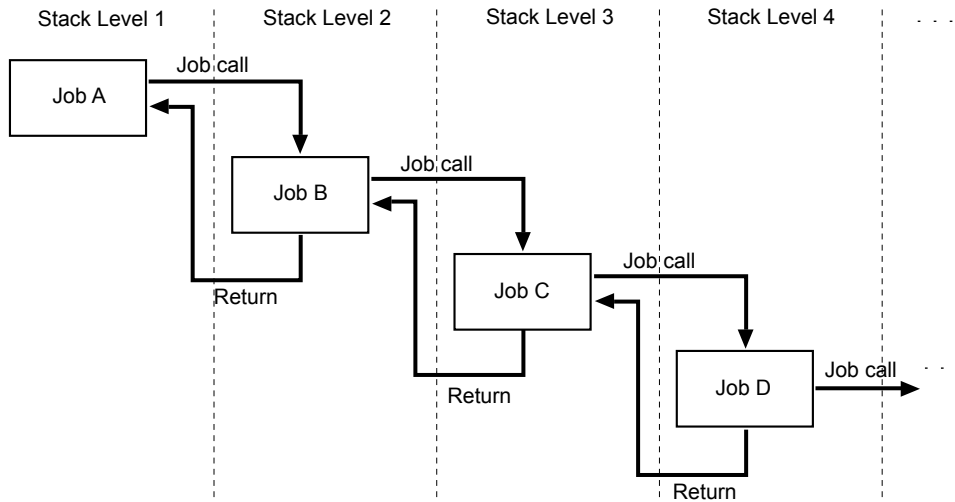 Stack Level 1 Stack Level 2 Stack Level 3 Stack Level 4 . . .
Job call
Job A
Job call
Job B
Job call
Job C
Return
Job call . .
Job D
Return
Return